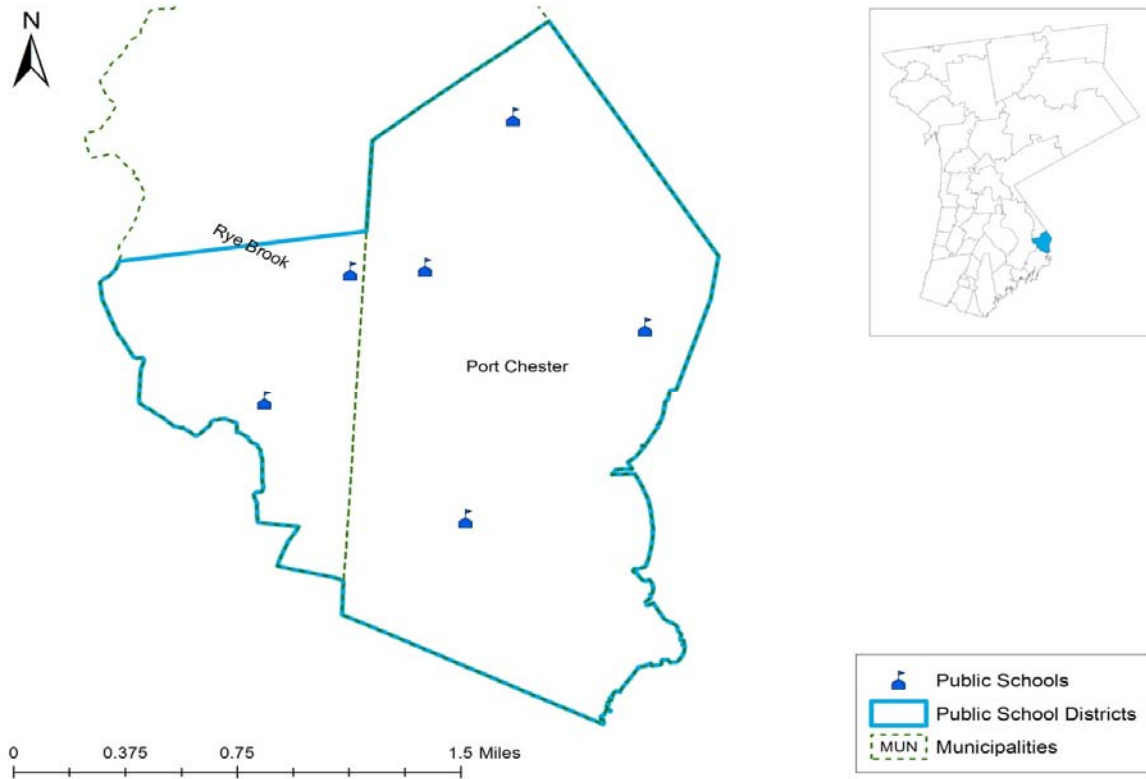 N
Rye Brook
Port Chester
Public Schools
Public School Districts
MUN Municipalities
0 0.375 0.75 1.5 Miles